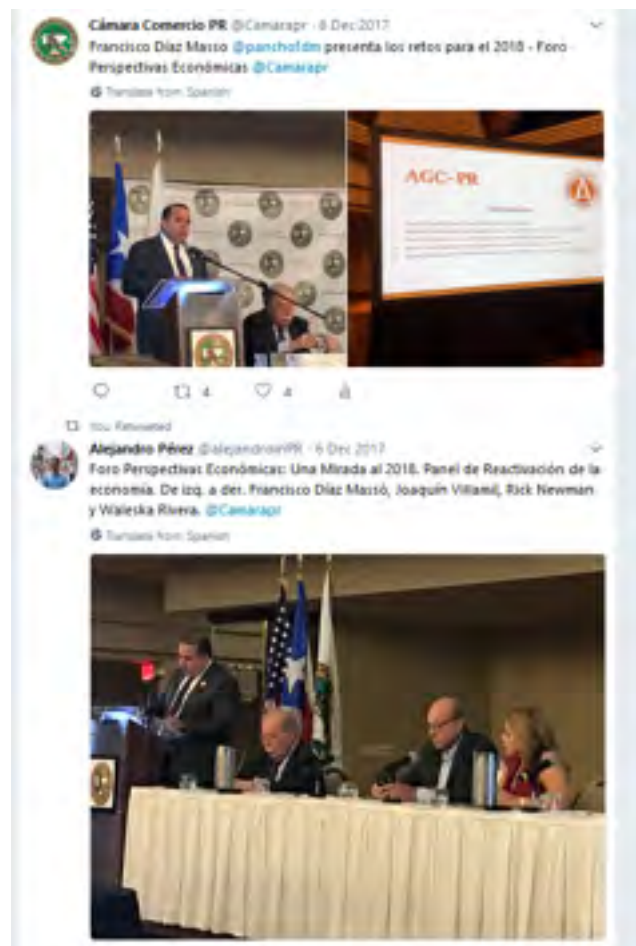 Cámara Comercio PR @Camarapr · 6 Dec 2017
Francisco Díaz Masso @panchofdm presenta los retos para el 2018 - Foro
Perspectivas Económicas @Camarapr
Translate from Spanish
AGC-PR
4 4
You Retweeted
Alejandro Pérez @alejandroinPR · 6 Dec 2017
Foro Perspectivas Económicas: Una Mirada al 2018. Panel de Reactivación de la
economía. De izq. a der. Francisco Díaz Massó, Joaquín Villamil, Rick Newman
y Waleska Rivera. @Camarapr
Translate from Spanish